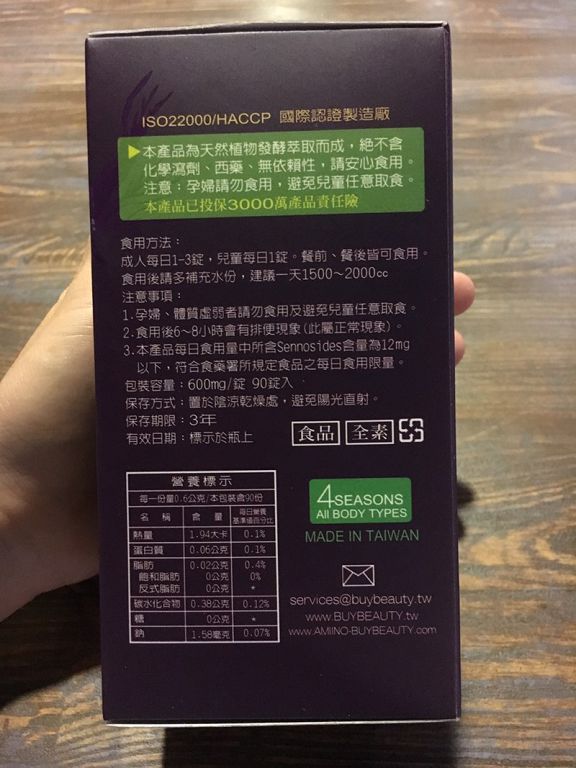 ISO22000/HACCP 國際認證製造廠
▶本產品為天然植物發酵萃取而成，絕不含
化學瀉劑、西藥、無依賴性，請安心食用。
注意：孕婦請勿食用，避免兒童任意取食。
本產品已投保3000萬產品責任險
食用方法：
成人每日1-3錠，兒童每日1錠。餐前、餐後皆可食用。
食用後請多補充水份，建議一天1500~2000cc
注意事項：
1.孕婦、體質虛弱者請勿食用及避免兒童任意取食。
2.食用後6~8小時會有排便現象(此屬正常現象)。
3.本產品每日食用量中所含Sennosides含量為12mg
以下，符合食藥署所規定食品之每日食用限量。
包裝容量：600mg/錠 90錠入
保存方式：置於陰涼乾燥處，避免陽光直射。
保存期限：3年
有效日期：標示於瓶上
食品 全素
營養標示
每一份量0.6公克/本包裝含90份
名 稱 含 量 每日營養基準值百分比
熱量 1.94大卡 0.1%
蛋白質 0.06公克 0.1%
脂肪 0.02公克 0.4%
飽和脂肪 0公克 0%
反式脂肪 0公克 *
碳水化合物 0.38公克 0.12%
糖 0公克 *
鈉 1.58毫克 0.07%
4SEASONS
All BODY TYPES
MADE IN TAIWAN
services@buybeauty.tw
www.BUYBEAUTY.tw
www.AMIINO-BUYBEAUTY.com